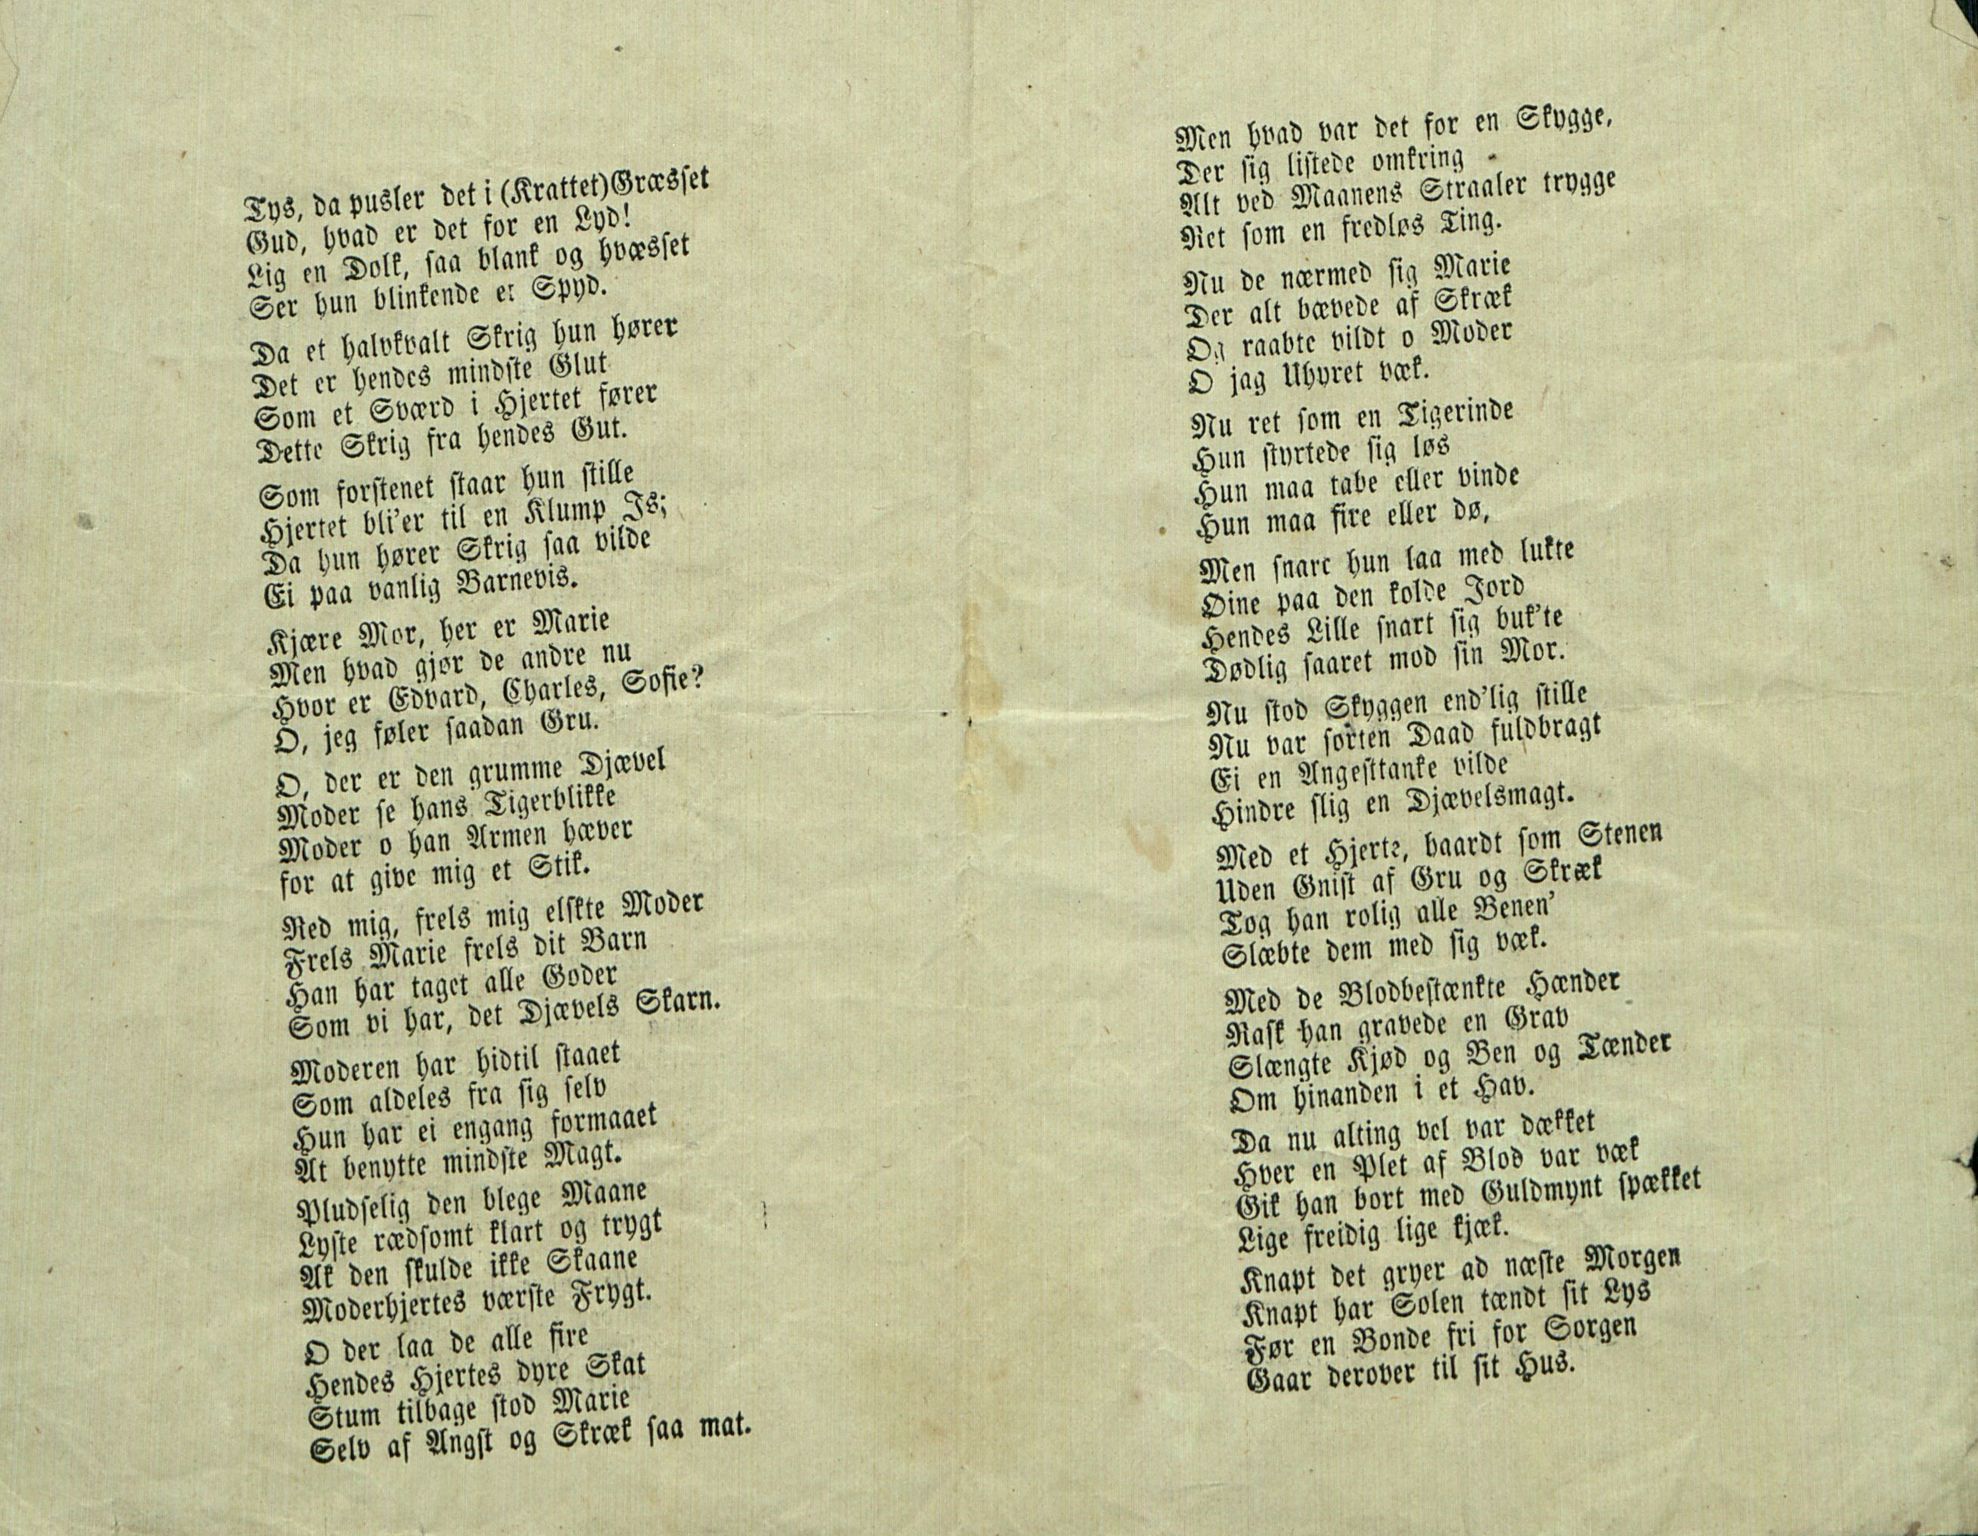 Tys, da pusler det i (Krattet)Græsset
Gud, hvad er det for en Lyd!
Lig en Dolk, saa blank og hvæsset
Ser hun blinkende et Spyd.
Da et halvkvalt Skrig hun hører
Det er hendes mindste Glut
Som et Sværd i Hjertet fører
Dette Skrig fra hendes Gut.
Som forstenet staar hun stille
Hjertet bli'er til en Klump Is;
Da hun hører Skrig saa vilde
Ei paa vanlig Barnevis.
Kjære Mor, her er Marie
Men hvad gjør de andre nu
Hvor er Edvard, Charles, Sofie?
O, jeg føler saadan Gru.
O, der er den grumme Djævel
Moder se hans Tigerblikke
Moder o han Armen hæver
for at give mig et Stik.
Red mig, frels mig elskte Moder
Frels Marie frels dit Barn
Han har taget alle Goder
Som vi har, det Djævels Skarn.
Moderen har hidtil staaet
Som aldeles fra sig selv
Hun har ei engang formaaet
At benytte mindste Magt.
Pludselig den blege Maane
Lyste rædsomt klart og trygt
Ak den skulde ikke Skaane
Moderhjertes værste Frygt.
O der laa de alle fire
Hendes Hjertes dyre Skat
Stum tilbage stod Marie
Selv af Angst og Skræk saa mat.
Men hvad var det for en Skygge,
Der sig listede omkring
Alt ved Maanens Straaler trygge
Ret som en fredløs Ting.
Nu de nærmed sig Marie
Der alt bævede af Skræk
Og raabte vildt o Moder
O jag Uhyret væk.
Nu ret som en Tigerinde
Hun styrtede sig løs
Hun maa tabe eller vinde
Hun maa fire eller dø,
Men snare hun laa med lukte
Oine paa den kolde Jord
Hendes Lille snart sig buk'te
Dødlig saaret mod sin Mor.
Nu stod Skyggen end'lig stille
Nu var sorten Daad fuldbragt
Ei en Angesttanke vilde
Hindre slig en Djævelsmagt.
Med et Hjerte, haardt som Stenen
Uden Gnist af Gru og Skræk
Tog han rolig alle Benen'
Slæbte dem med sig væk.
Med de Blodbestænkte Hænder
Rask han gravede en Grav
Slængte Kjød og Ben og Tænder
Om hinanden i et Hav.
Da nu alting vel var dækket
Hver en Plet af Blod var væk
Gik han bort med Guldmynt spækket
Lige freidig lige kjæk.
Knapt det gryer ad næste Morgen
Knapt har Solen tændt sit Lys
Før en Bonde fri for Sorgen
Gaar derover til sit Hus.